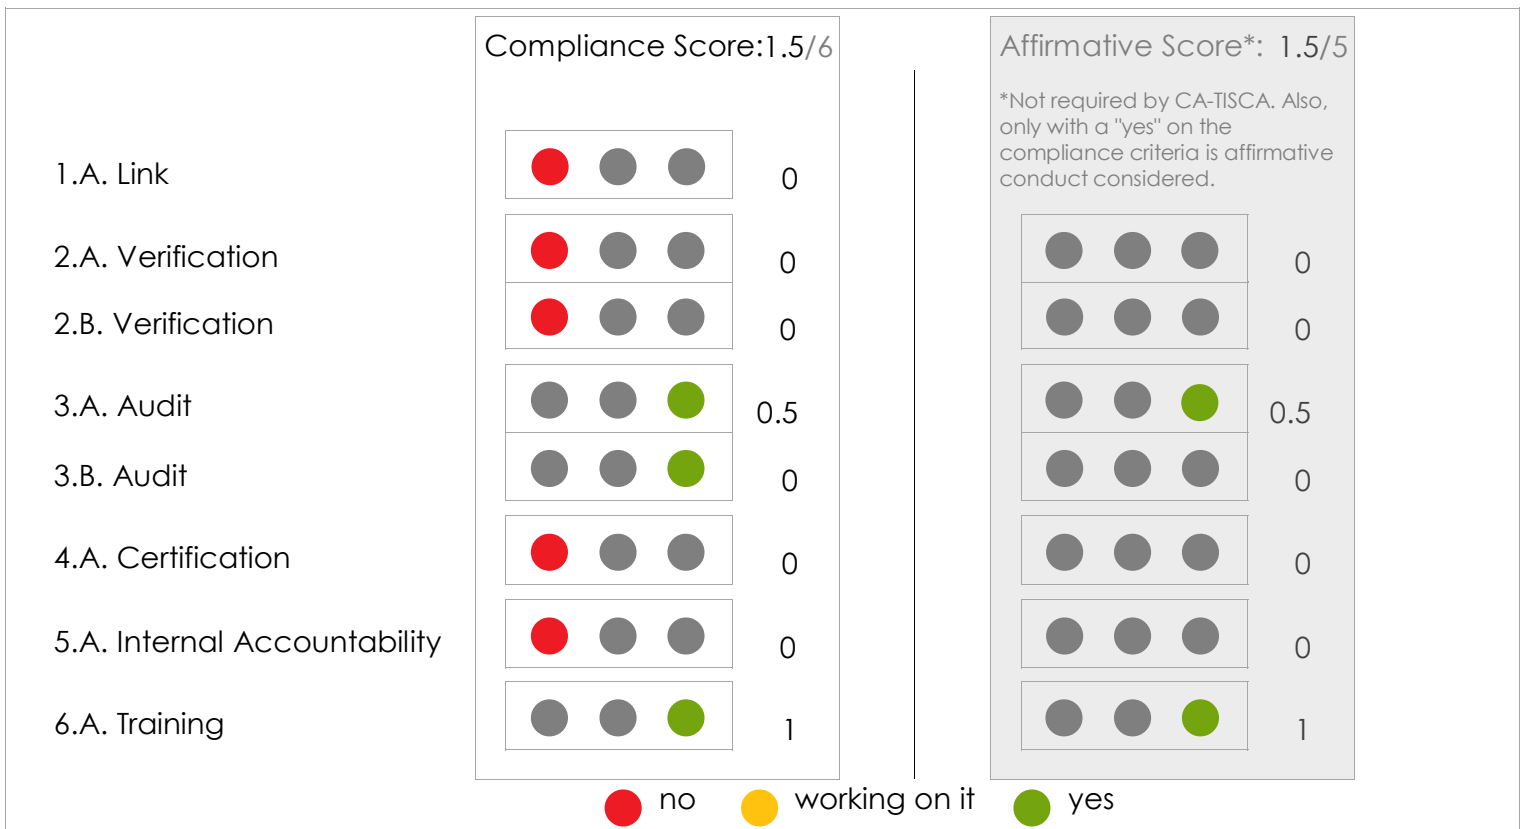 Compliance Score:1.5/6
Affirmative Score*: 1.5/5
*Not required by CA-TISCA. Also,
only with a "yes" on the
compliance criteria is affirmative
conduct considered.
1.A. Link 0
2.A. Verification 0 0
2.B. Verification 0 0
3.A. Audit 0.5 0.5
3.B. Audit 0 0
4.A. Certification 0 0
5.A. Internal Accountability 0 0
6.A. Training 1 1
no working on it yes